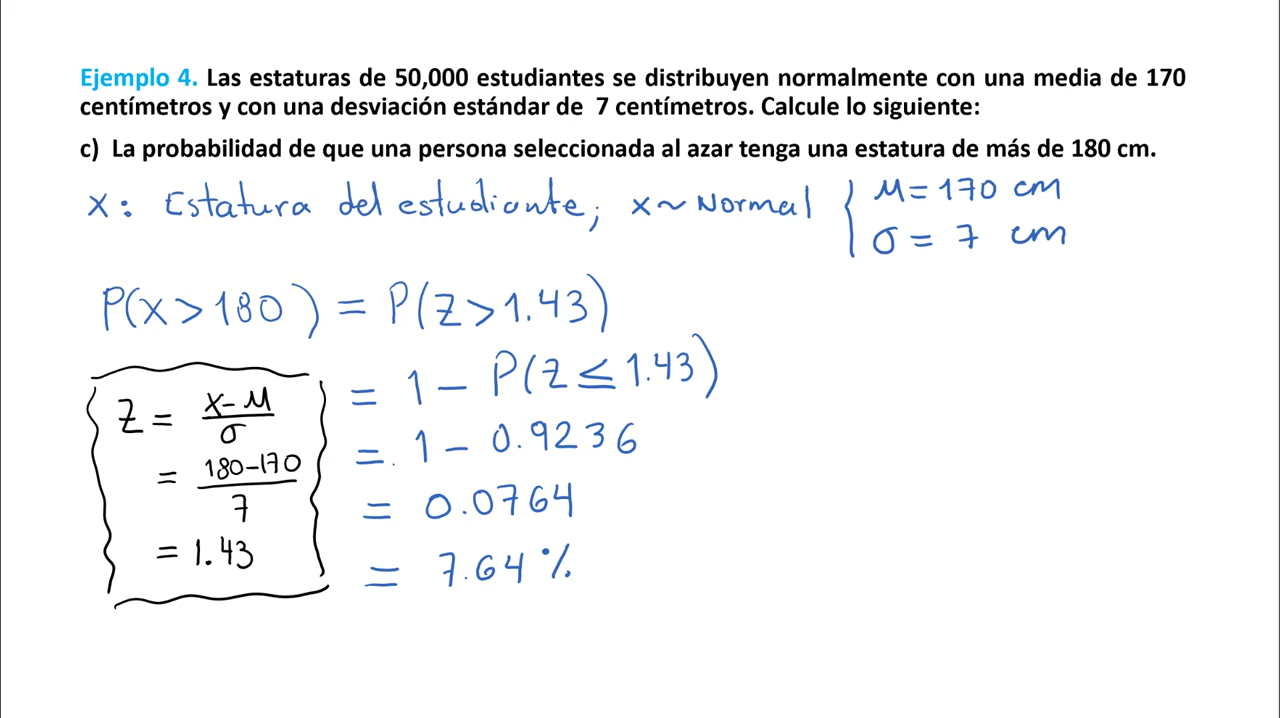 Ejemplo 4. Las estaturas de 50,000 estudiantes se distribuyen normalmente con una media de 170
centímetros y con una desviación estándar de 7 centímetros. Calcule lo siguiente:
c) La probabilidad de que una persona seleccionada al azar tenga una estatura de más de 180 cm.
x: Estatura del estudiante; x ~ Normal { μ = 170 cm
σ = 7 cm
P(x > 180) = P(Z > 1.43)
= 1 - P(Z ≤ 1.43)
= 1 - 0.9236
= 0.0764
= 7.64 %
Z = (x - μ) / σ
= (180 - 170) / 7
= 1.43